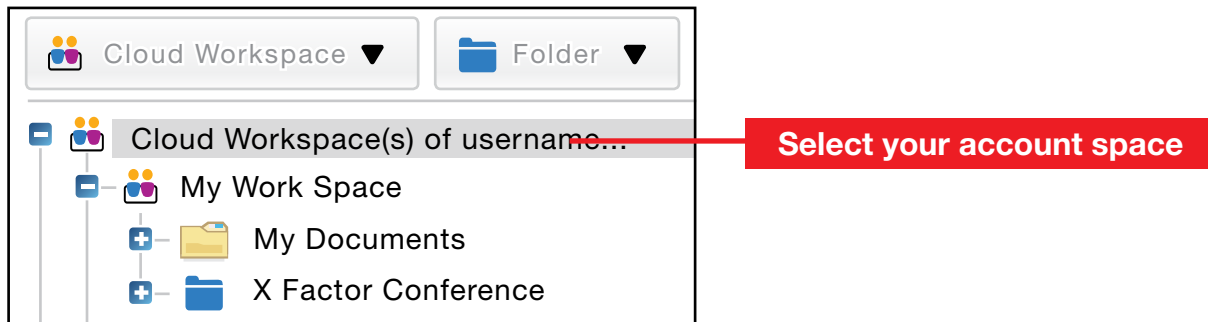 Cloud Workspace Folder
Cloud Workspace(s) of username...
Select your account space
My Work Space
My Documents
X Factor Conference